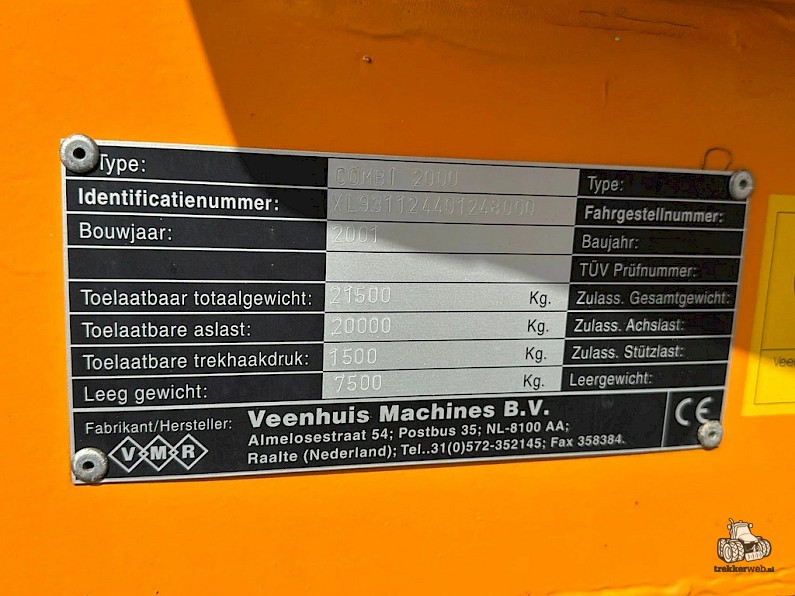 Type: COMBI 2000 Type:
Identificatienummer: XL931124401248000 Fahrgestellnummer:
Bouwjaar: 2001 Baujahr:
TÜV Prüfnummer:
Toelaatbaar totaalgewicht: 21500 Kg. Zulass. Gesamtgewicht:
Toelaatbare aslast: 20000 Kg. Zulass. Achslast:
Toelaatbare trekhaakdruk: 1500 Kg. Zulass. Stützlast:
Leeg gewicht: 7500 Kg. Leergewicht:
Fabrikant/Hersteller: Veenhuis Machines B.V. CE
VMR Almelosestraat 54; Postbus 35; NL-8100 AA;
Raalte (Nederland); Tel..31(0)572-352145; Fax 358384.
trekkerweb.nl